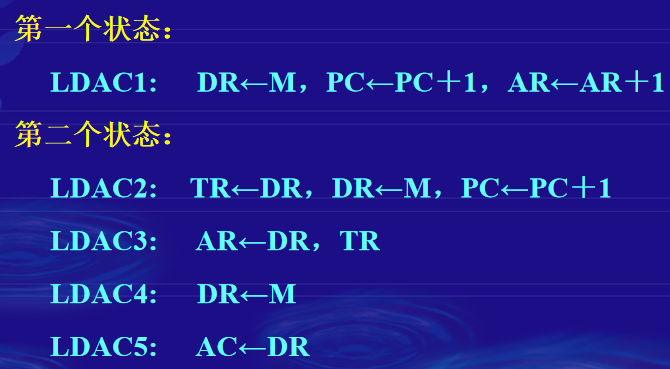 第一个状态：
LDAC1: DR←M，PC←PC＋1，AR←AR＋1
第二个状态：
LDAC2: TR←DR，DR←M，PC←PC＋1
LDAC3: AR←DR，TR
LDAC4: DR←M
LDAC5: AC←DR